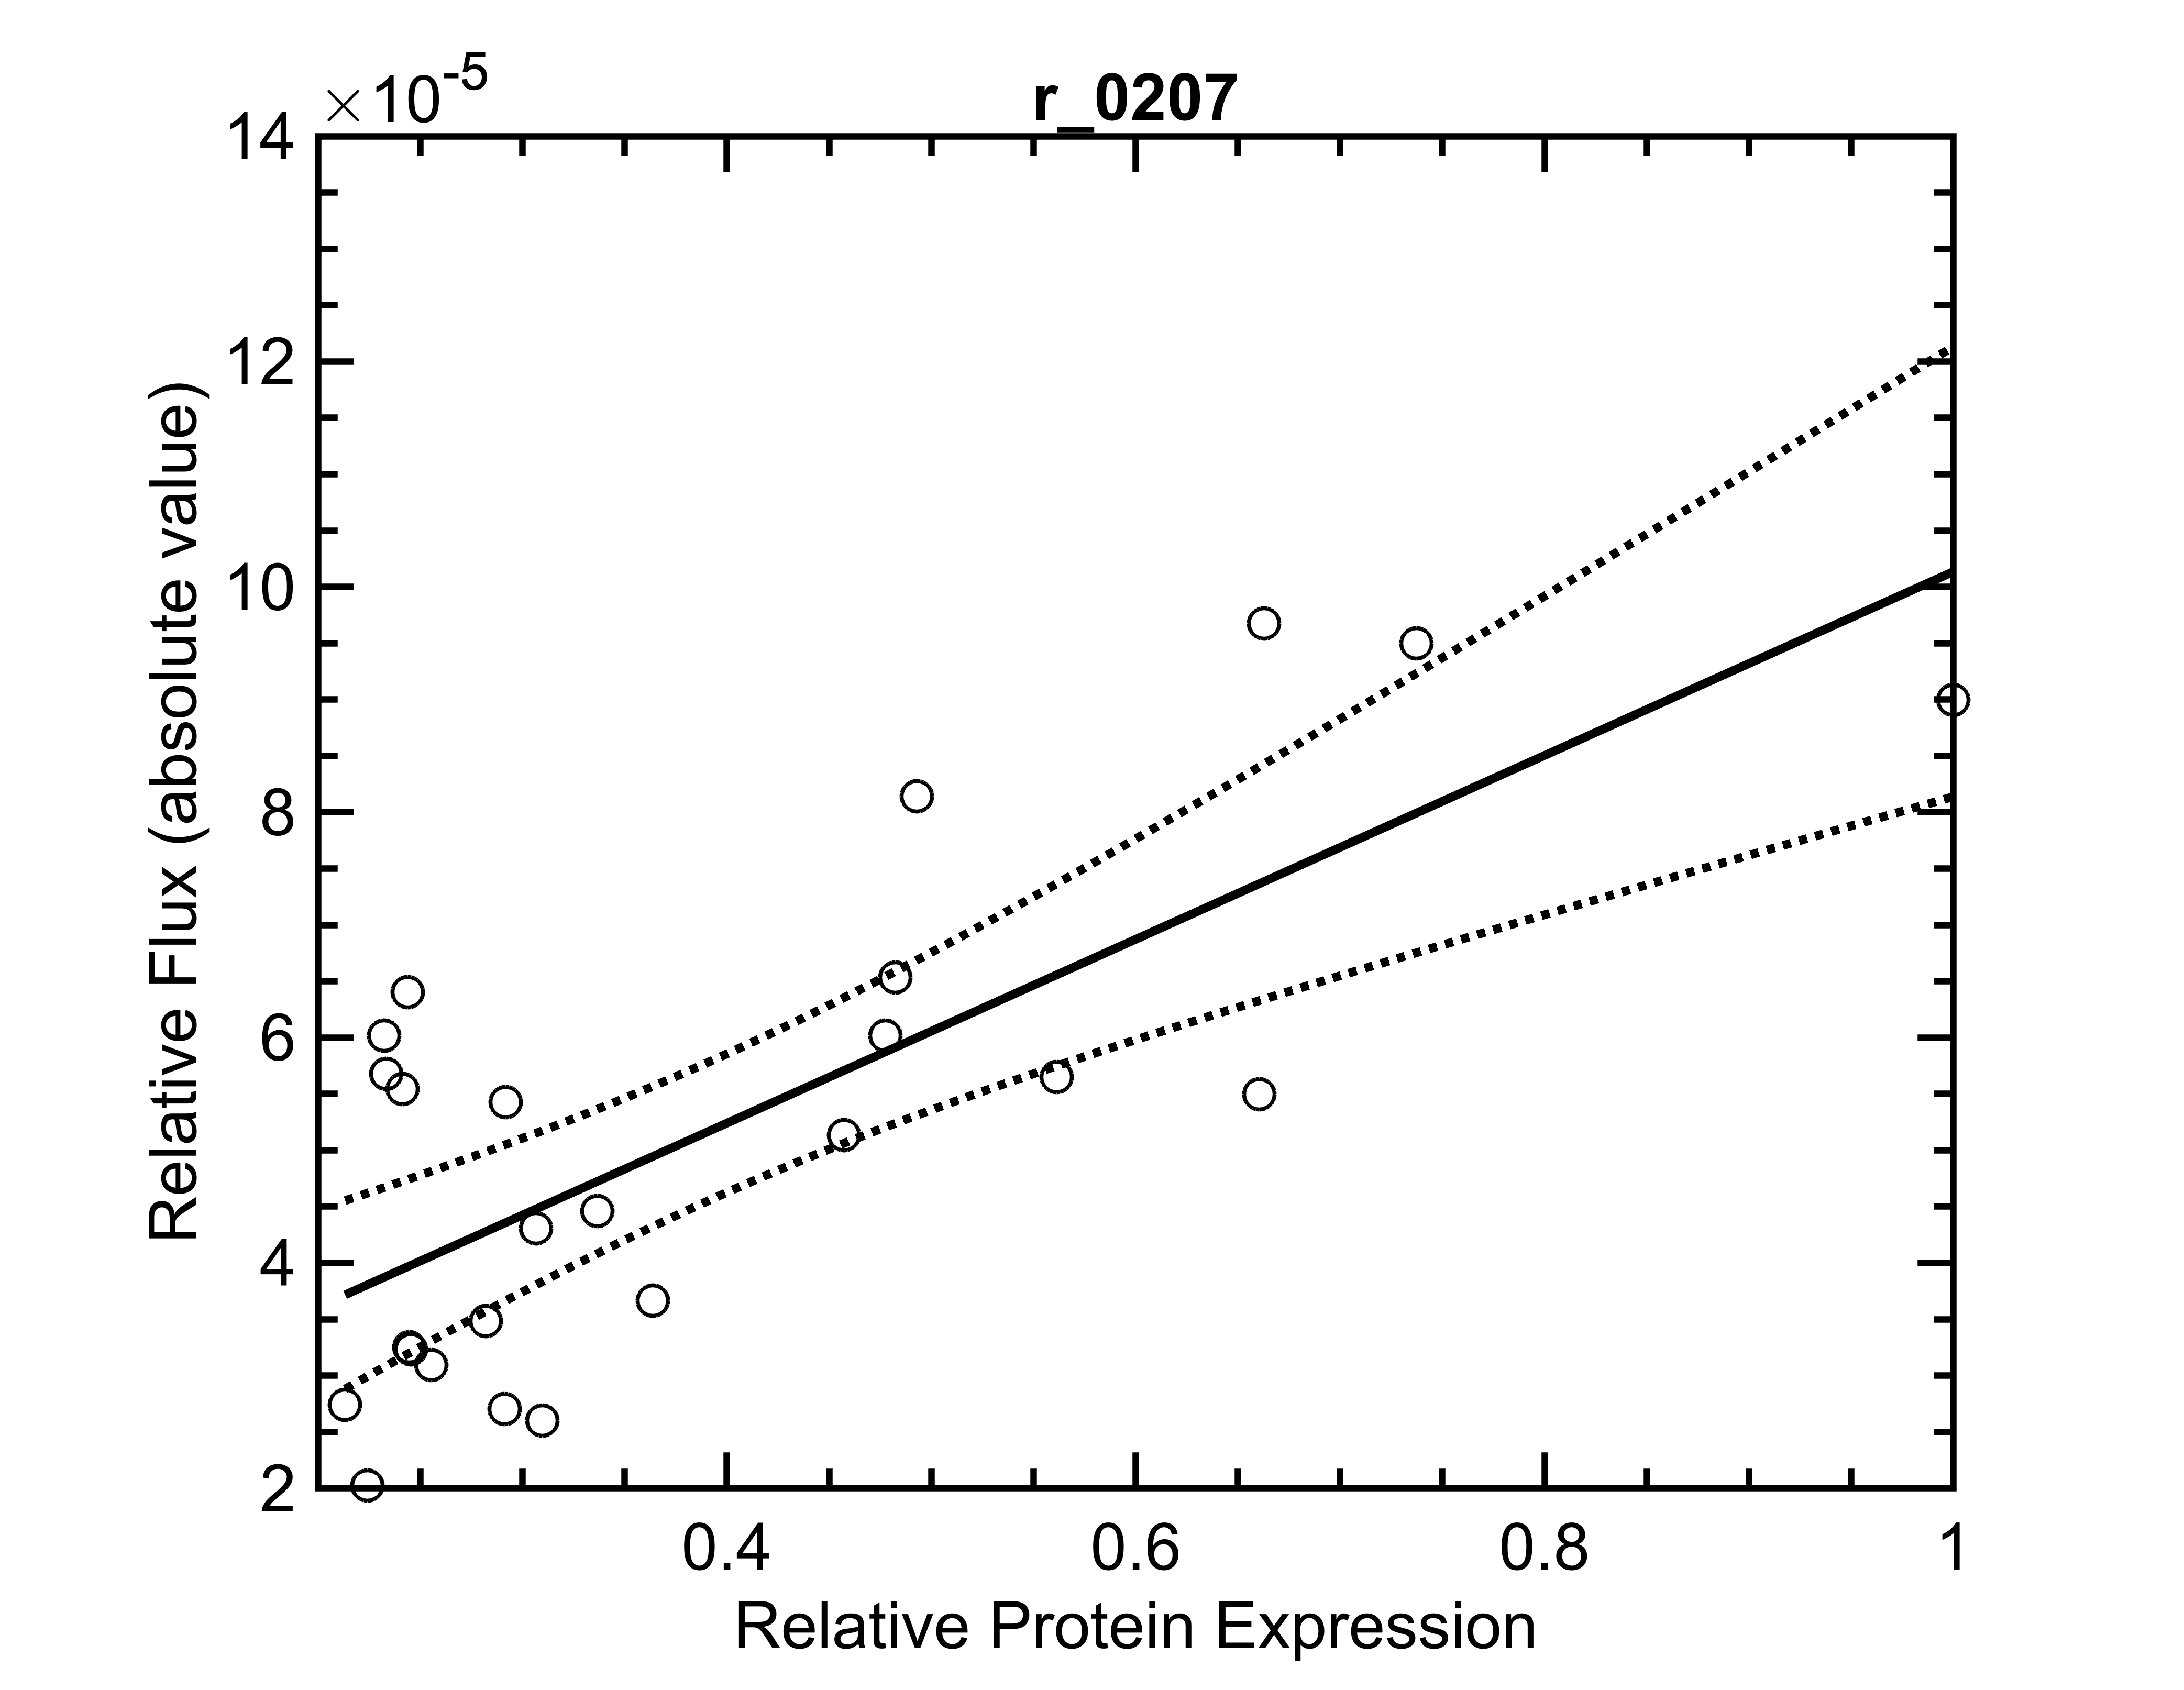 ×10-5
r_0207
14
12
10
8
6
4
2
Relative Flux (absolute value)
0.4 0.6 0.8 1
Relative Protein Expression